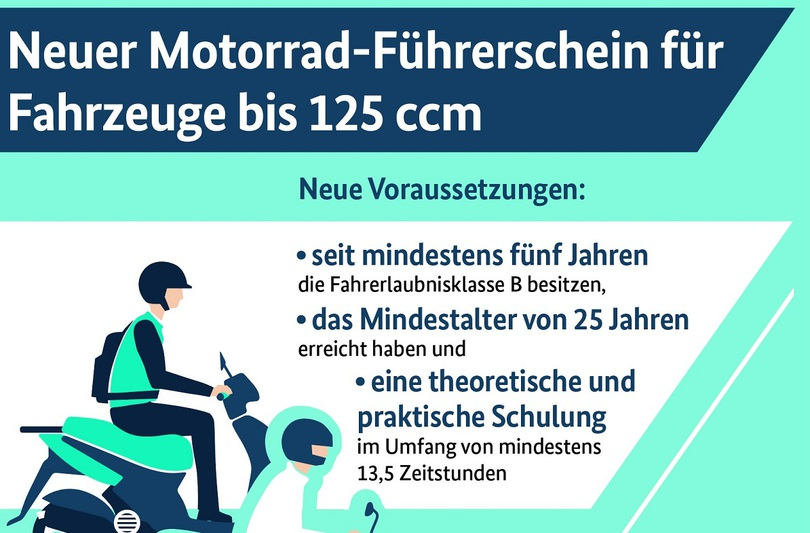 Neuer Motorrad-Führerschein für
Fahrzeuge bis 125 ccm
Neue Voraussetzungen:
• seit mindestens fünf Jahren
die Fahrerlaubnisklasse B besitzen,
• das Mindestalter von 25 Jahren
erreicht haben und
• eine theoretische und
praktische Schulung
im Umfang von mindestens
13,5 Zeitstunden